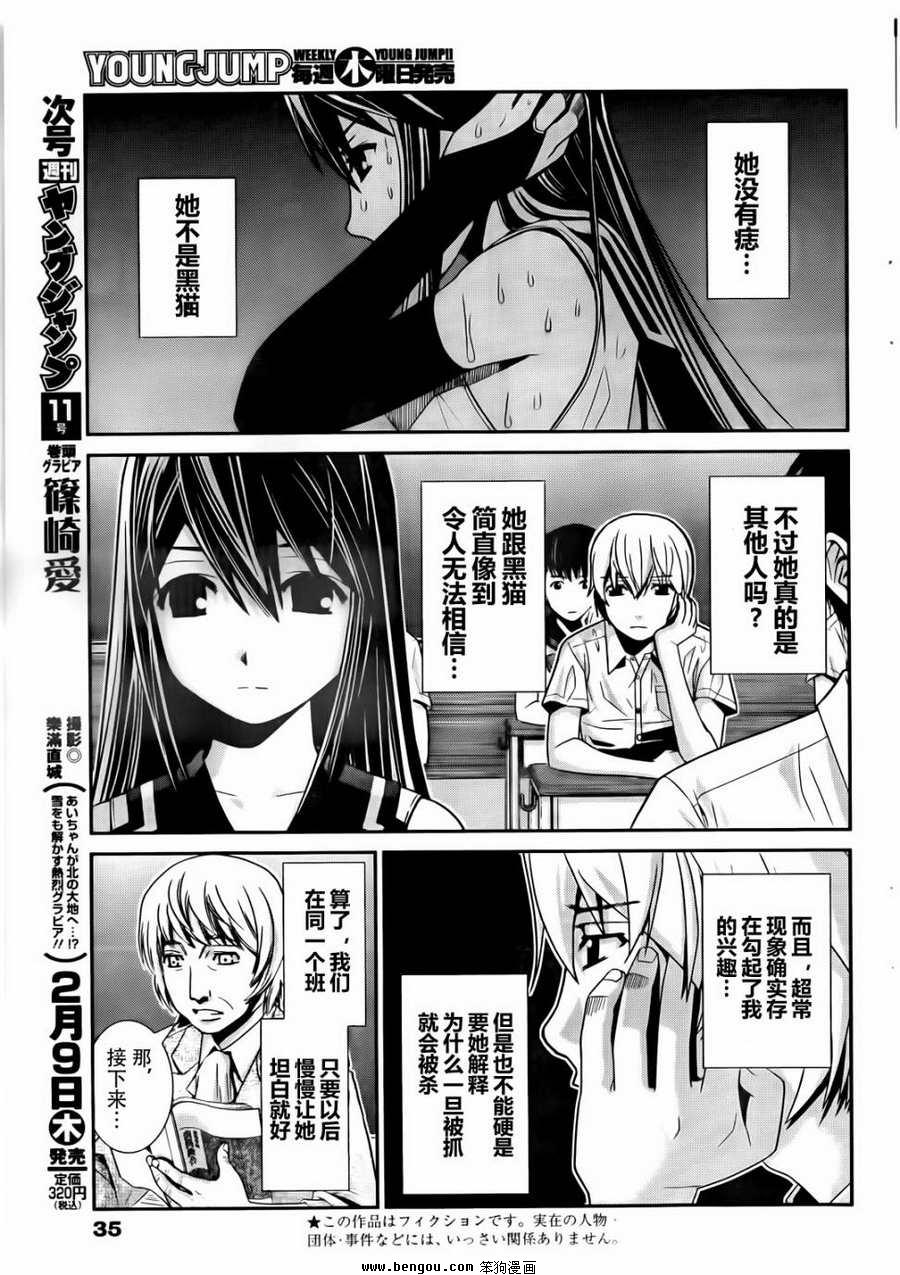 YOUNG JUMP
WEEKLY
毎週
木
YOUNG JUMP!!
曜日発売
她没有痣…
她不是黑猫
不过她真的是
其他人吗?
她跟黑猫
简直像到
令人无法相信…
而且,超常
现象确实存
在勾起了我
的兴趣…
但是也不能硬是
要她解释
为什么一旦被抓
就会被杀
算了,我们
在同一个班
只要以后
慢慢让她
坦白就好
那,
接下来…
次号
週刊
ヤングジャンプ
11
号
巻頭
グラビア
篠崎愛
撮影◎
樂滿直城
(あいちゃんが北の大地へ…!?
雪をも解かす熱烈グラビア!!)
2月9日
木
発売
定価
320円
(税込)
35
★この作品はフィクションです。実在の人物・
団体・事件などには、いっさい関係ありません。
www.bengou.com 笨狗漫画